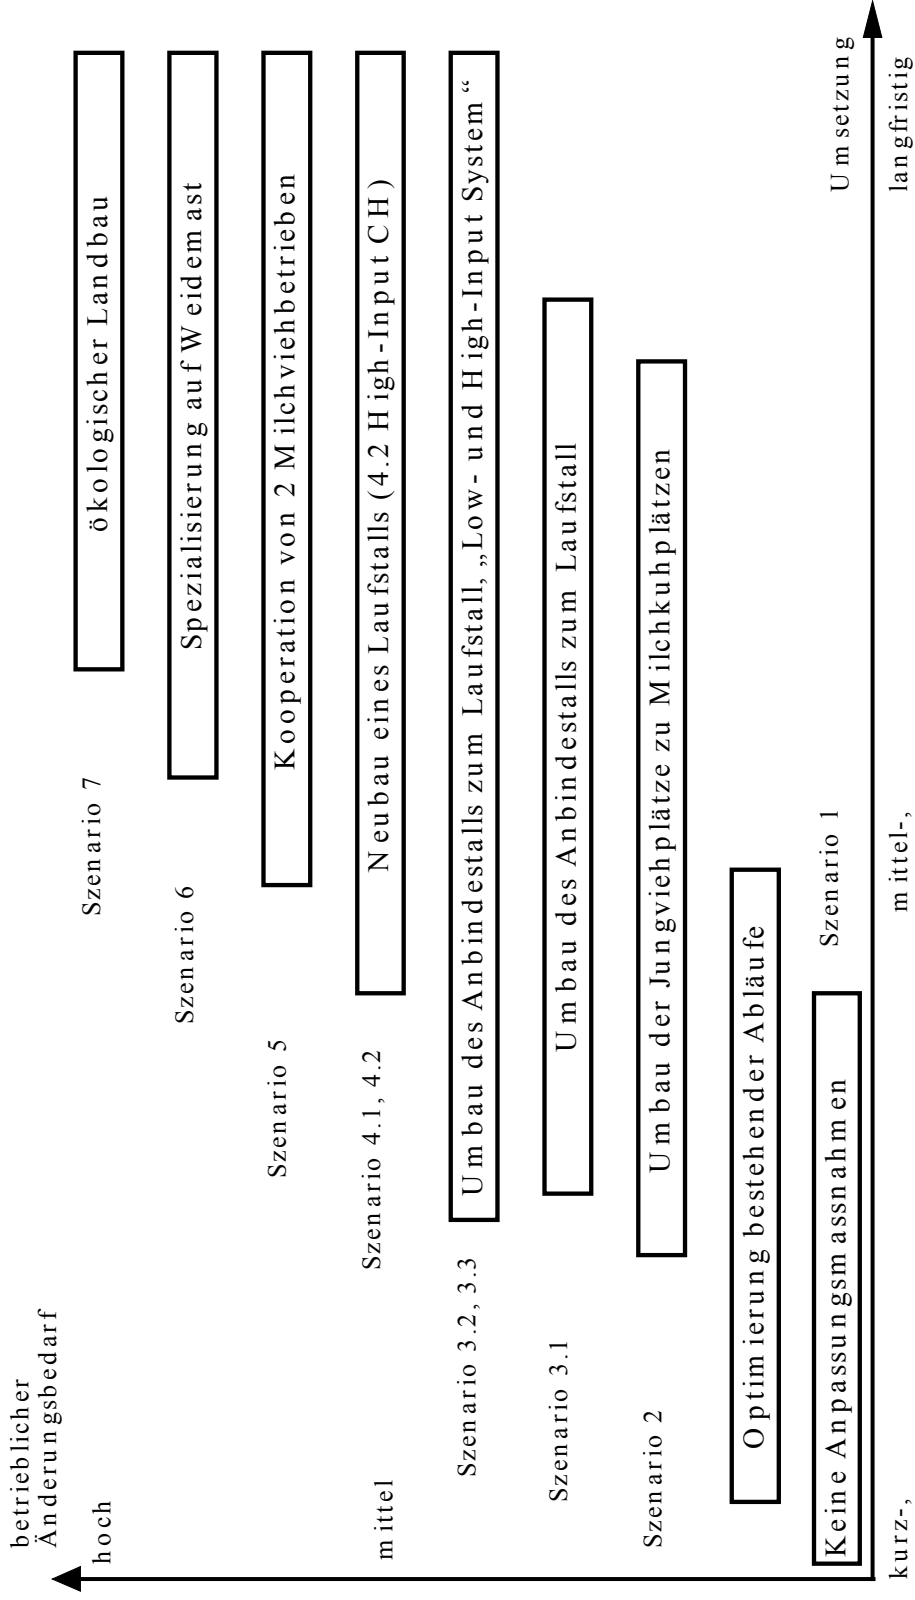 betrieblicher
Änderungsbedarf
hoch
Szenario 7
ökologischer Landbau
Szenario 6
Spezialisierung auf Weidemast
Szenario 5
Kooperation von 2 Milchviehbetrieben
mittel
Szenario 4.1, 4.2
Neubau eines Laufstalls (4.2 High-Input CH)
Szenario 3.2, 3.3
Umbau des Anbindestalls zum Laufstall, „Low- und High-Input System“
Szenario 3.1
Umbau des Anbindestalls zum Laufstall
Szenario 2
Umbau der Jungviehplätze zu Milchkuhplätzen
Optimierung bestehender Abläufe
Keine Anpassungsmassnahmen
Szenario 1
Umsetzung
kurz-,
mittel-,
langfristig